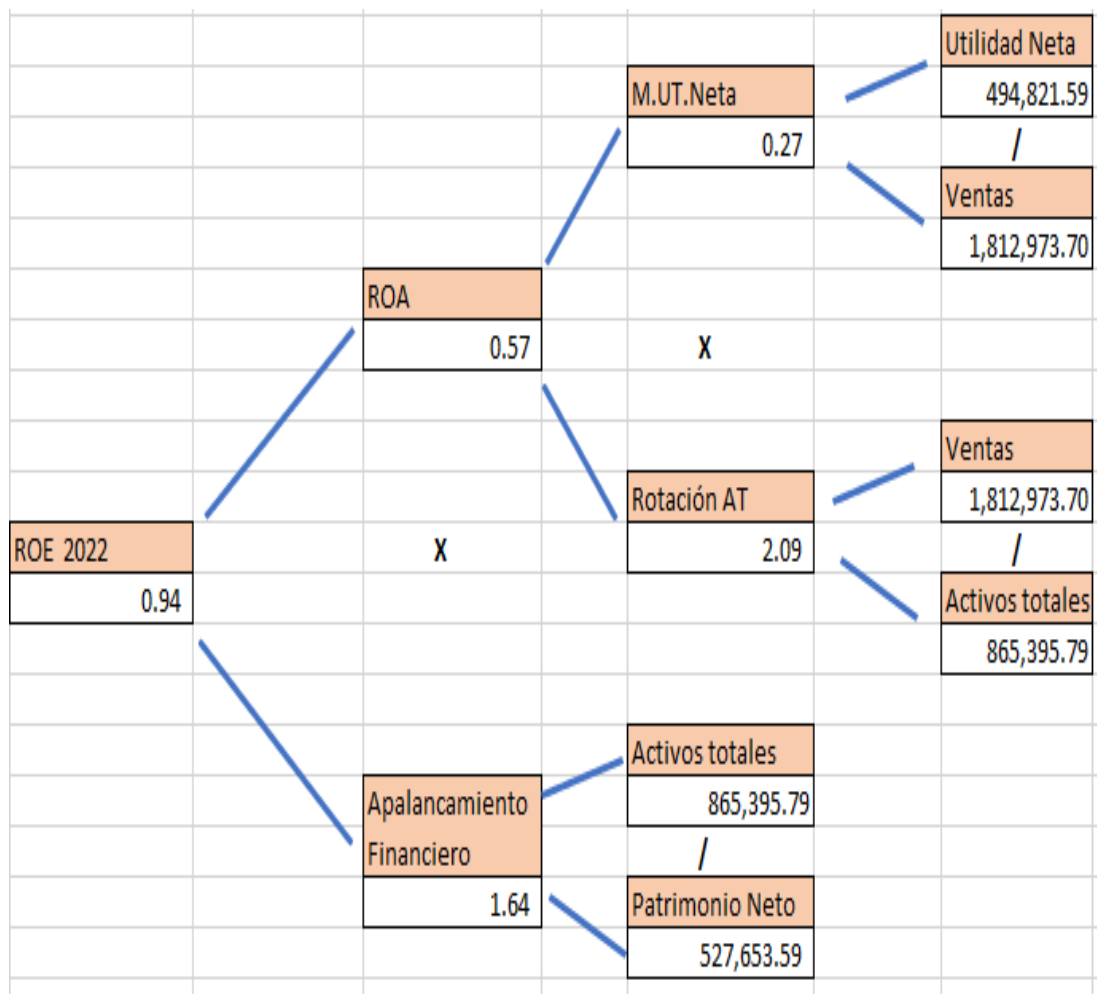 Utilidad Neta
M.UT.Neta
494,821.59
0.27
/
Ventas
1,812,973.70
ROA
0.57
X
Ventas
Rotación AT
1,812,973.70
ROE 2022
X
2.09
/
0.94
Activos totales
865,395.79
Activos totales
Apalancamiento
865,395.79
Financiero
/
1.64
Patrimonio Neto
527,653.59